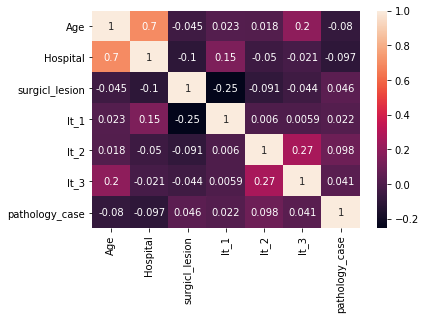 Age 1 0.7 -0.045 0.023 0.018 0.2 -0.08
Hospital 0.7 1 -0.1 0.15 -0.05 -0.021 -0.097
surgicl_lesion -0.045 -0.1 1 -0.25 -0.091 -0.044 0.046
lt_1 0.023 0.15 -0.25 1 0.006 0.0059 0.022
lt_2 0.018 -0.05 -0.091 0.006 1 0.27 0.098
lt_3 0.2 -0.021 -0.044 0.0059 0.27 1 0.041
pathology_case -0.08 -0.097 0.046 0.022 0.098 0.041 1
Age
Hospital
surgicl_lesion
lt_1
lt_2
lt_3
pathology_case
1.0
0.8
0.6
0.4
0.2
0.0
-0.2